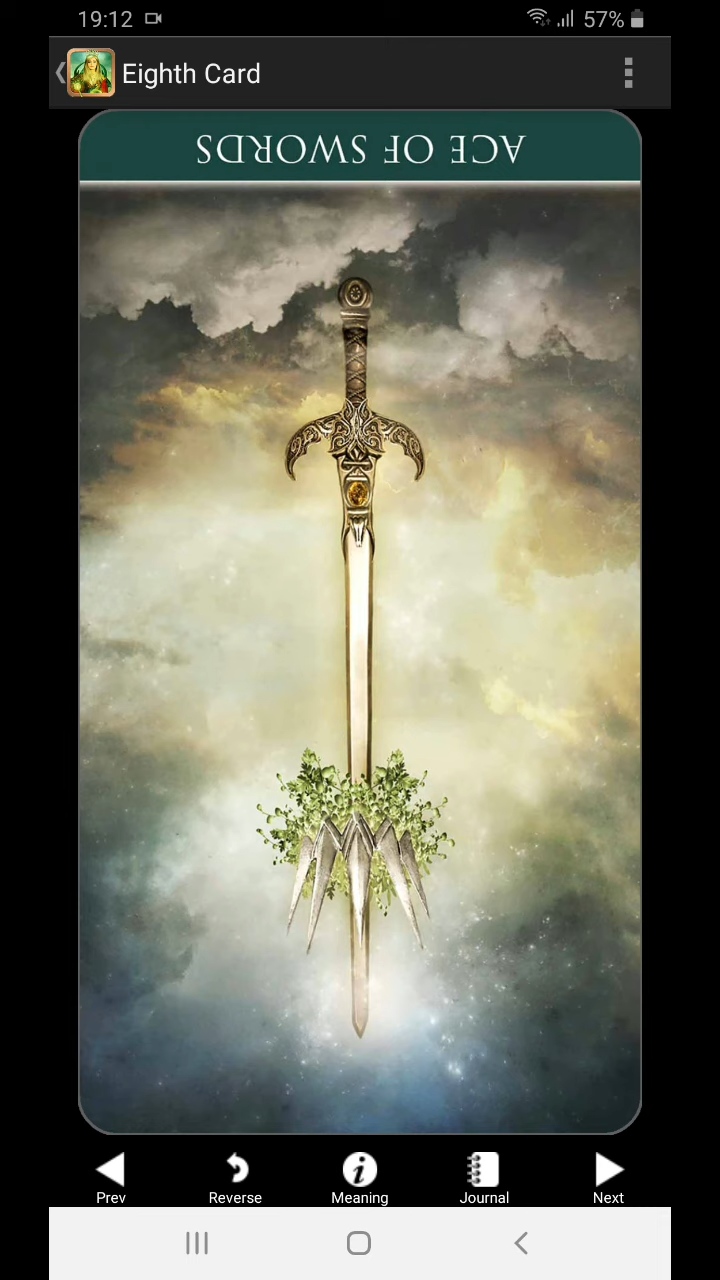 19:12
57%
Eighth Card
ACE OF SWORDS
Prev
Reverse
Meaning
Journal
Next